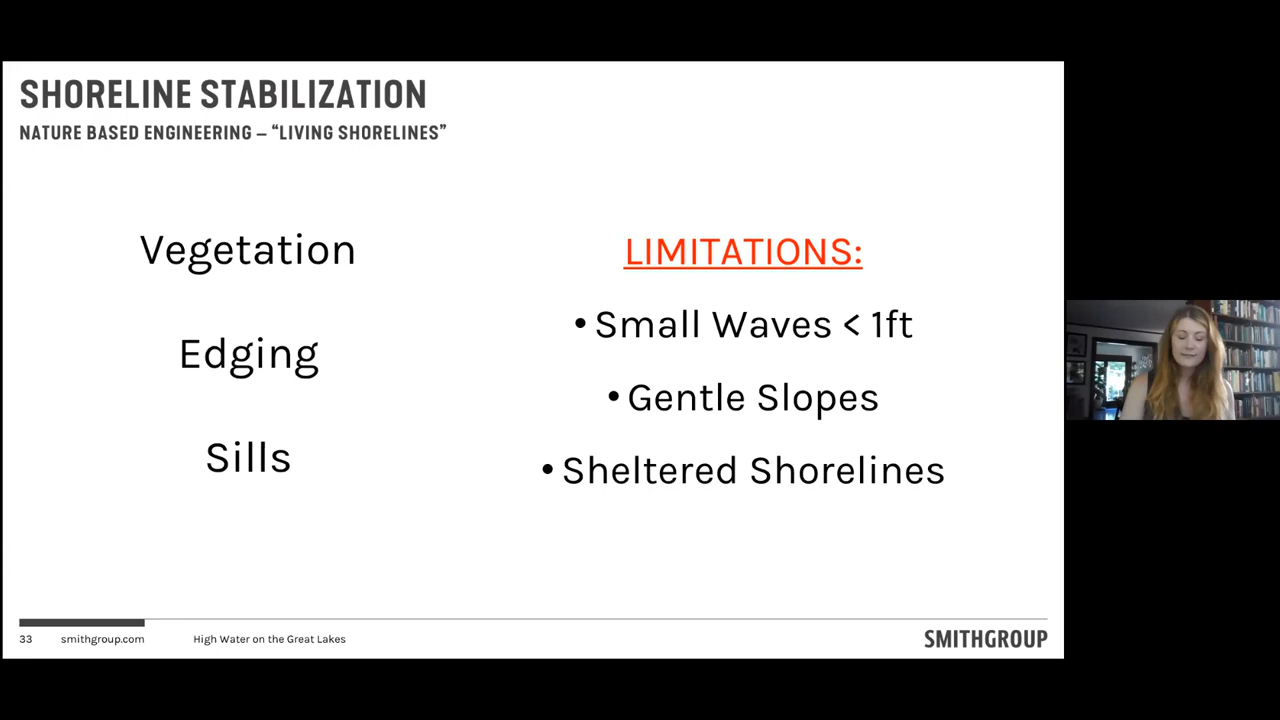 SHORELINE STABILIZATION
NATURE BASED ENGINEERING – “LIVING SHORELINES”
Vegetation
Edging
Sills
LIMITATIONS:
• Small Waves < 1ft
• Gentle Slopes
• Sheltered Shorelines
33 smithgroup.com High Water on the Great Lakes SMITHGROUP